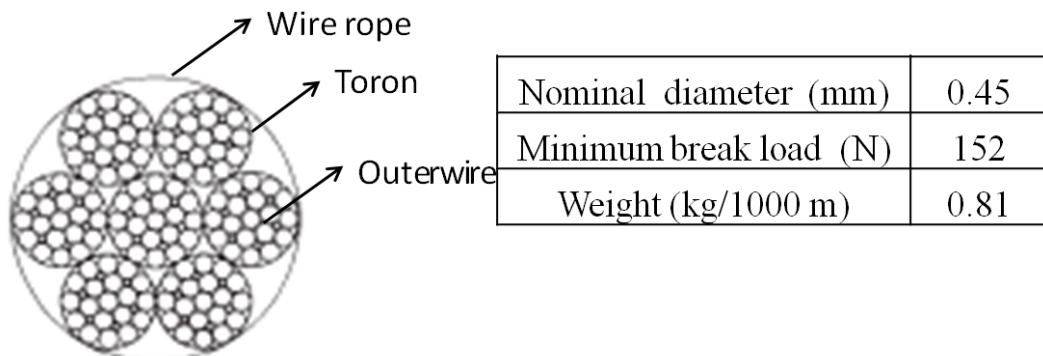 Wire rope
Toron
Outerwire
Nominal diameter (mm) 0.45
Minimum break load (N) 152
Weight (kg/1000 m) 0.81